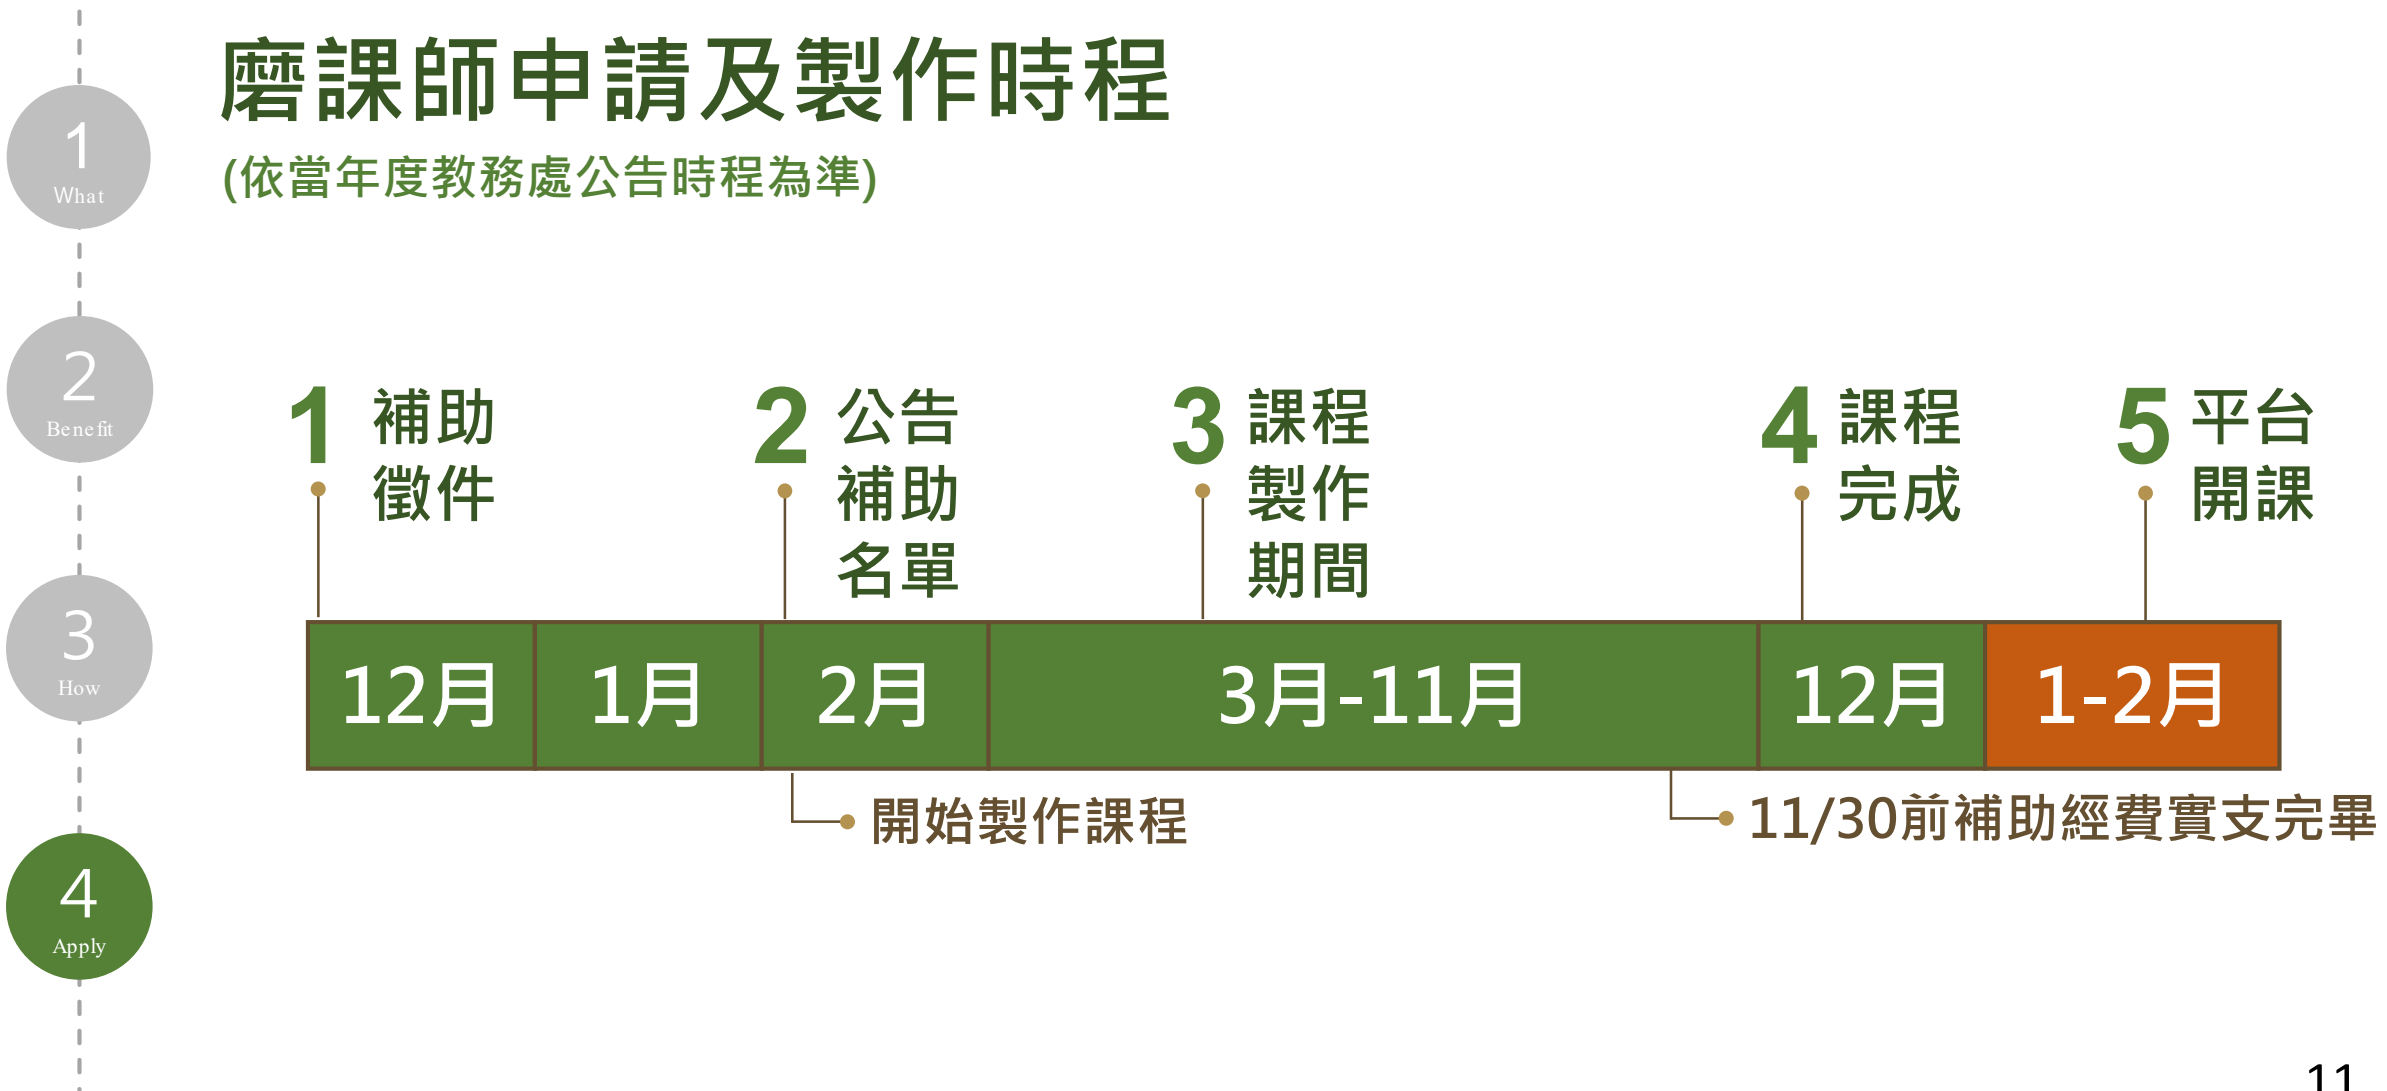 磨課師申請及製作時程
(依當年度教務處公告時程為準)
1
What
2
Benefit
3
How
4
Apply
1
補助
徵件
2
公告
補助
名單
3
課程
製作
期間
4
課程
完成
5
平台
開課
12月
1月
2月
3月-11月
12月
1-2月
開始製作課程
11/30前補助經費實支完畢
11